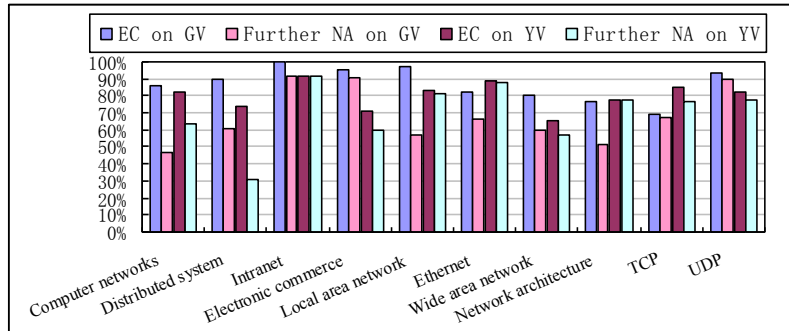 EC on GV Further NA on GV EC on YV Further NA on YV
100%
90%
80%
70%
60%
50%
40%
30%
20%
10%
0%
Computer networks
Distributed system
Intranet
Electronic commerce
Local area network
Ethernet
Wide area network
Network architecture
TCP
UDP